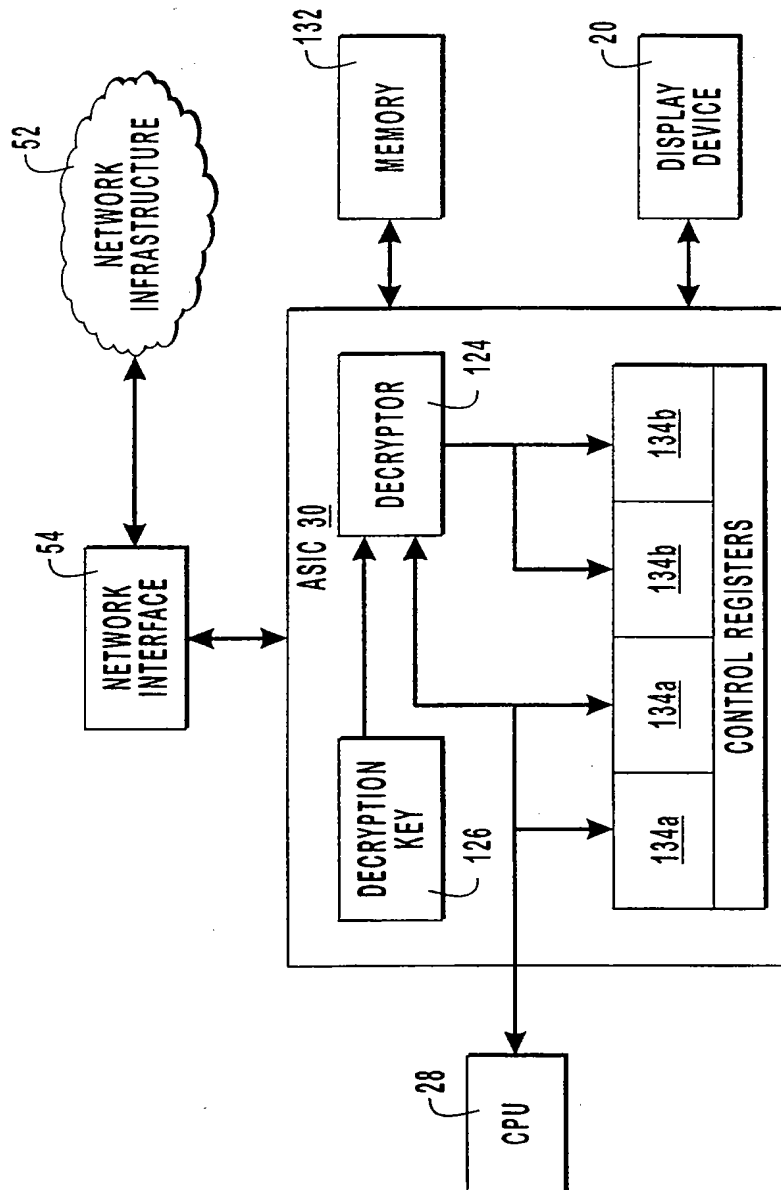 52
NETWORK
INFRASTRUCTURE
54
NETWORK
INTERFACE
132
MEMORY
20
DISPLAY
DEVICE
ASIC 30
DECRYPTOR
124
DECRYPTION
KEY
126
134a
134a
134b
134b
CONTROL REGISTERS
28
CPU